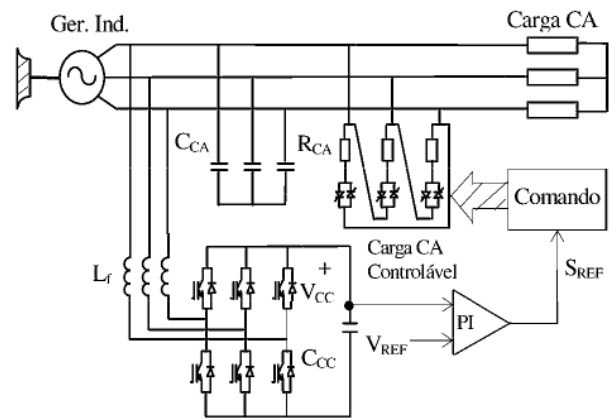 Ger. Ind.
Carga CA
C_CA
R_CA
Comando
Carga CA
Controlável
S_REF
L_f
+
V_CC
PI
V_REF
C_CC